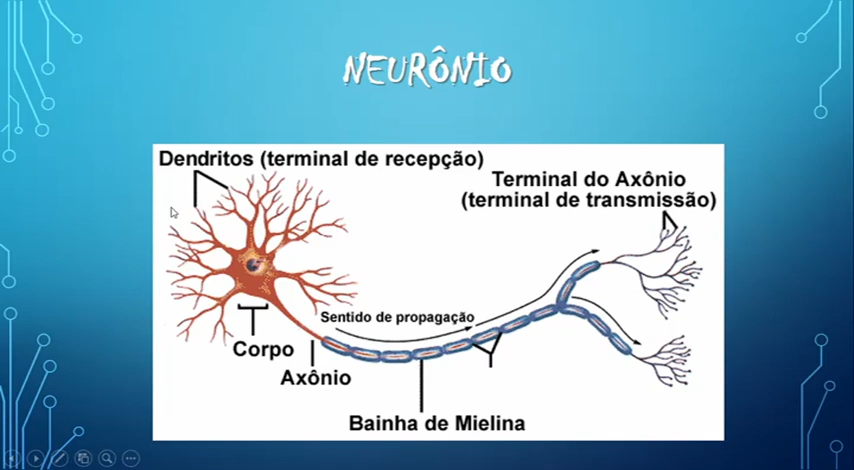 NEURÔNIO
Dendritos (terminal de recepção)
Terminal do Axônio
(terminal de transmissão)
Sentido de propagação
Corpo
Axônio
Bainha de Mielina